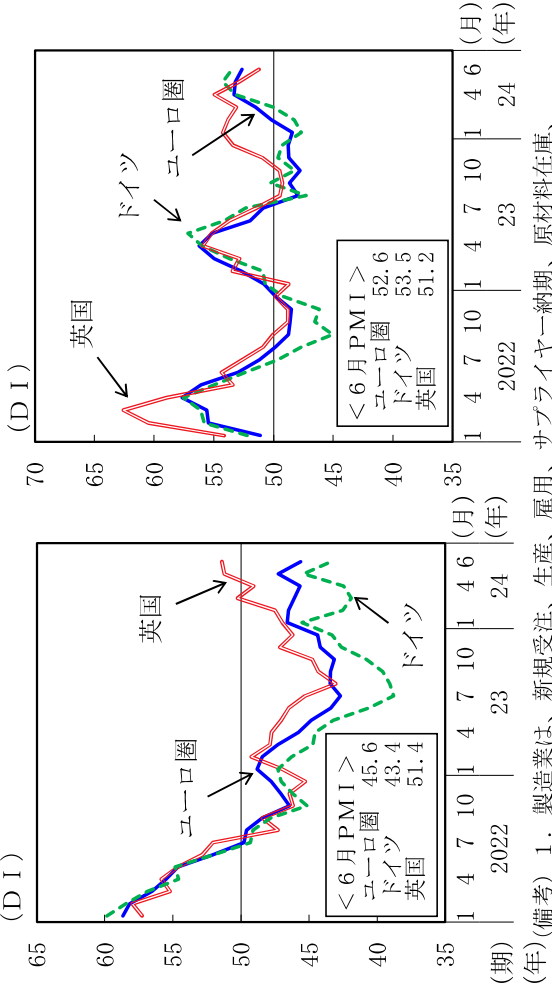 (ＤＩ)
65
60
55
50
45
40
35
英国
ユーロ圏
ドイツ
＜６月ＰＭＩ＞
ユーロ圏 45.6
ドイツ 43.4
英国 51.4
1 4 7 10 1 4 7 10 1 4 6 (月)
(期)
2022 23 24 (年)
(年)
(ＤＩ)
70
65
60
55
50
45
40
35
英国
ドイツ
ユーロ圏
＜６月ＰＭＩ＞
ユーロ圏 52.6
ドイツ 53.5
英国 51.2
1 4 7 10 1 4 7 10 1 4 6 (月)
2022 23 24 (年)
(備考) １．製造業は、新規受注、生産、雇用、サプライヤー納期、原材料在庫、